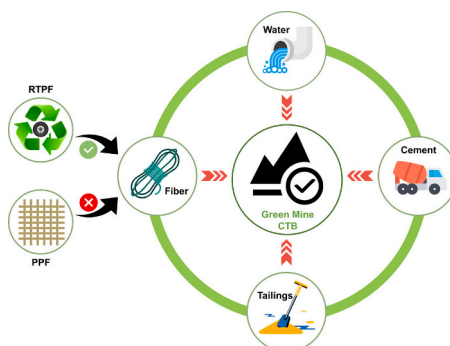 Water
RTPF
Cement
Fiber
Green Mine
CTB
PPF
Tailings